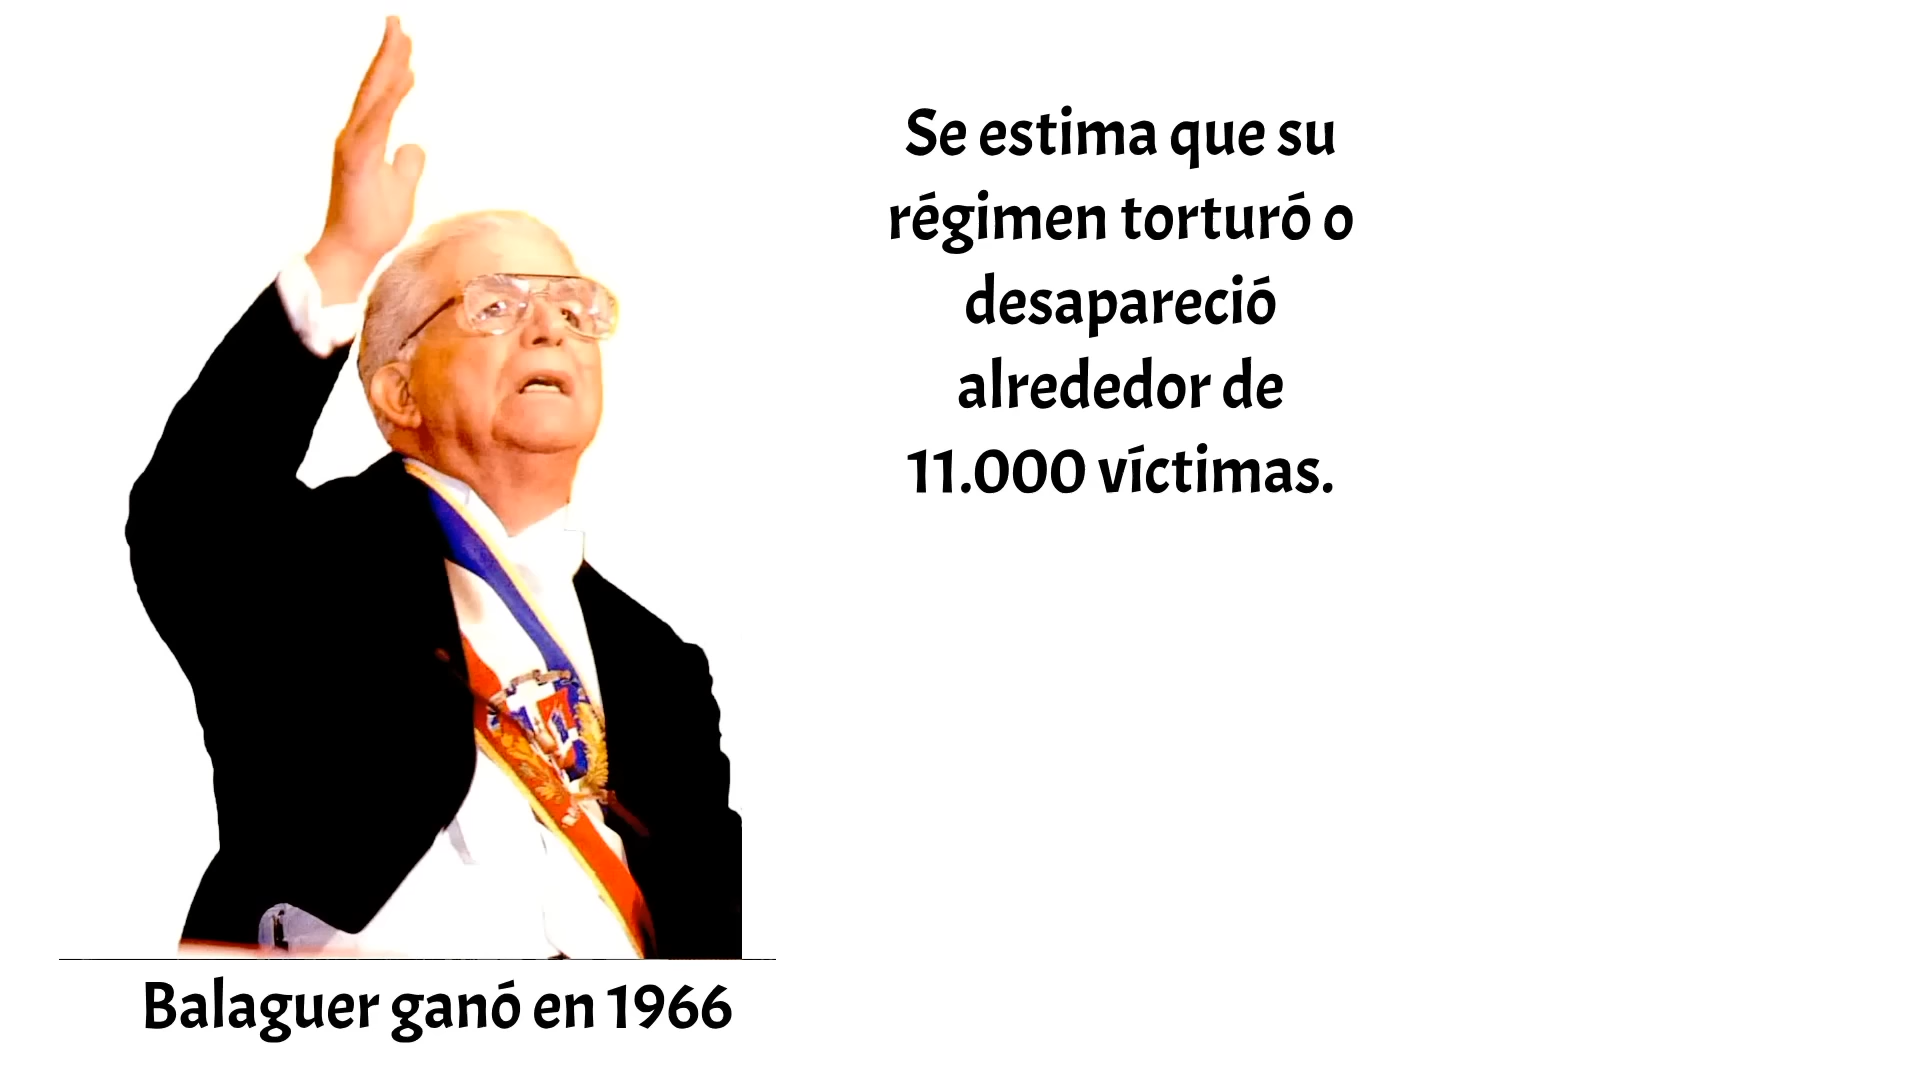 Se estima que su
régimen torturó o
desapareció
alrededor de
11.000 víctimas.
Balaguer ganó en 1966